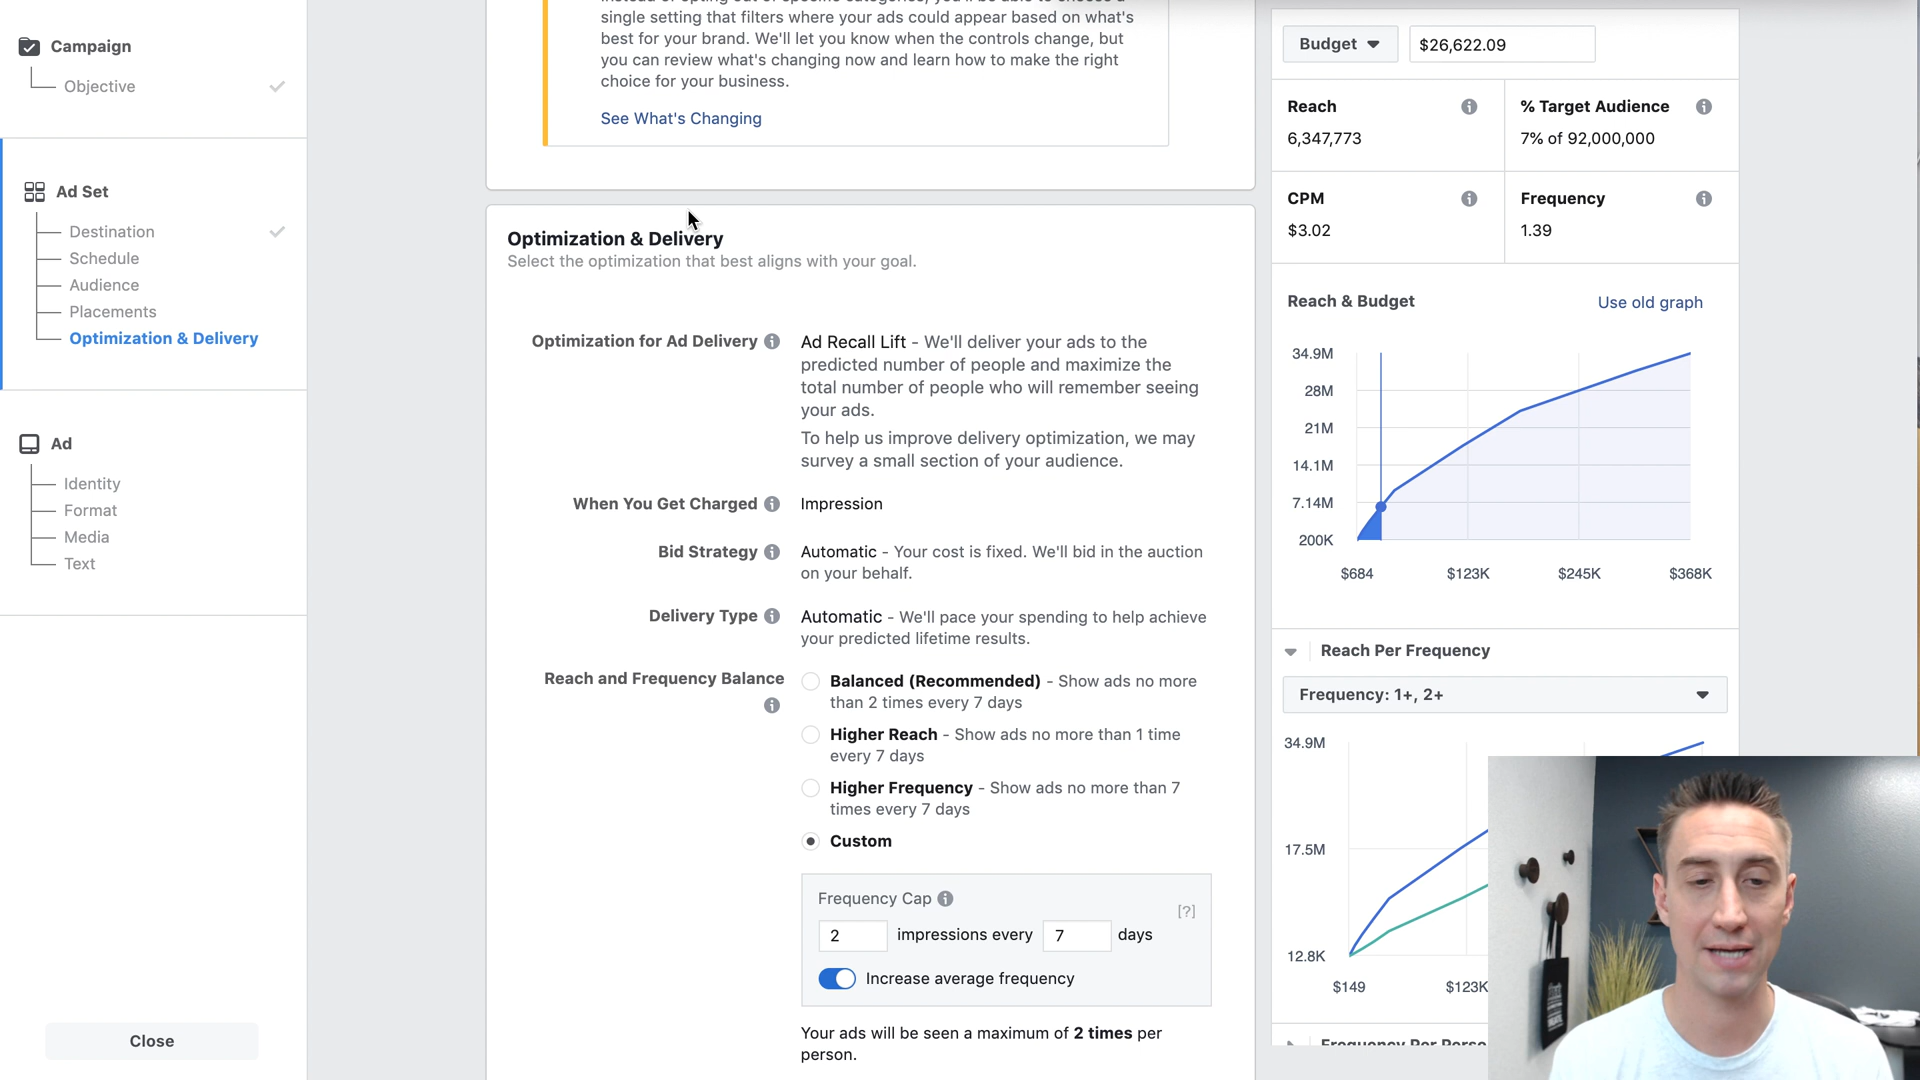 Campaign
Objective
Ad Set
Destination
Schedule
Audience
Placements
Optimization & Delivery
Ad
Identity
Format
Media
Text
Close
single setting that filters where your ads could appear based on what's
best for your brand. We'll let you know when the controls change, but
you can review what's changing now and learn how to make the right
choice for your business.
See What's Changing
Optimization & Delivery
Select the optimization that best aligns with your goal.
Optimization for Ad Delivery
Ad Recall Lift - We'll deliver your ads to the
predicted number of people and maximize the
total number of people who will remember seeing
your ads.
To help us improve delivery optimization, we may
survey a small section of your audience.
When You Get Charged
Impression
Bid Strategy
Automatic - Your cost is fixed. We'll bid in the auction
on your behalf.
Delivery Type
Automatic - We'll pace your spending to help achieve
your predicted lifetime results.
Reach and Frequency Balance
Balanced (Recommended) - Show ads no more
than 2 times every 7 days
Higher Reach - Show ads no more than 1 time
every 7 days
Higher Frequency - Show ads no more than 7
times every 7 days
Custom
Frequency Cap
[?]
2 impressions every 7 days
Increase average frequency
Your ads will be seen a maximum of 2 times per
person.
Budget
$26,622.09
Reach
6,347,773
% Target Audience
7% of 92,000,000
CPM
$3.02
Frequency
1.39
Reach & Budget
Use old graph
34.9M
28M
21M
14.1M
7.14M
200K
$684 $123K $245K $368K
Reach Per Frequency
Frequency: 1+, 2+
34.9M
17.5M
12.8K
$149 $123K
Frequency Per Perso